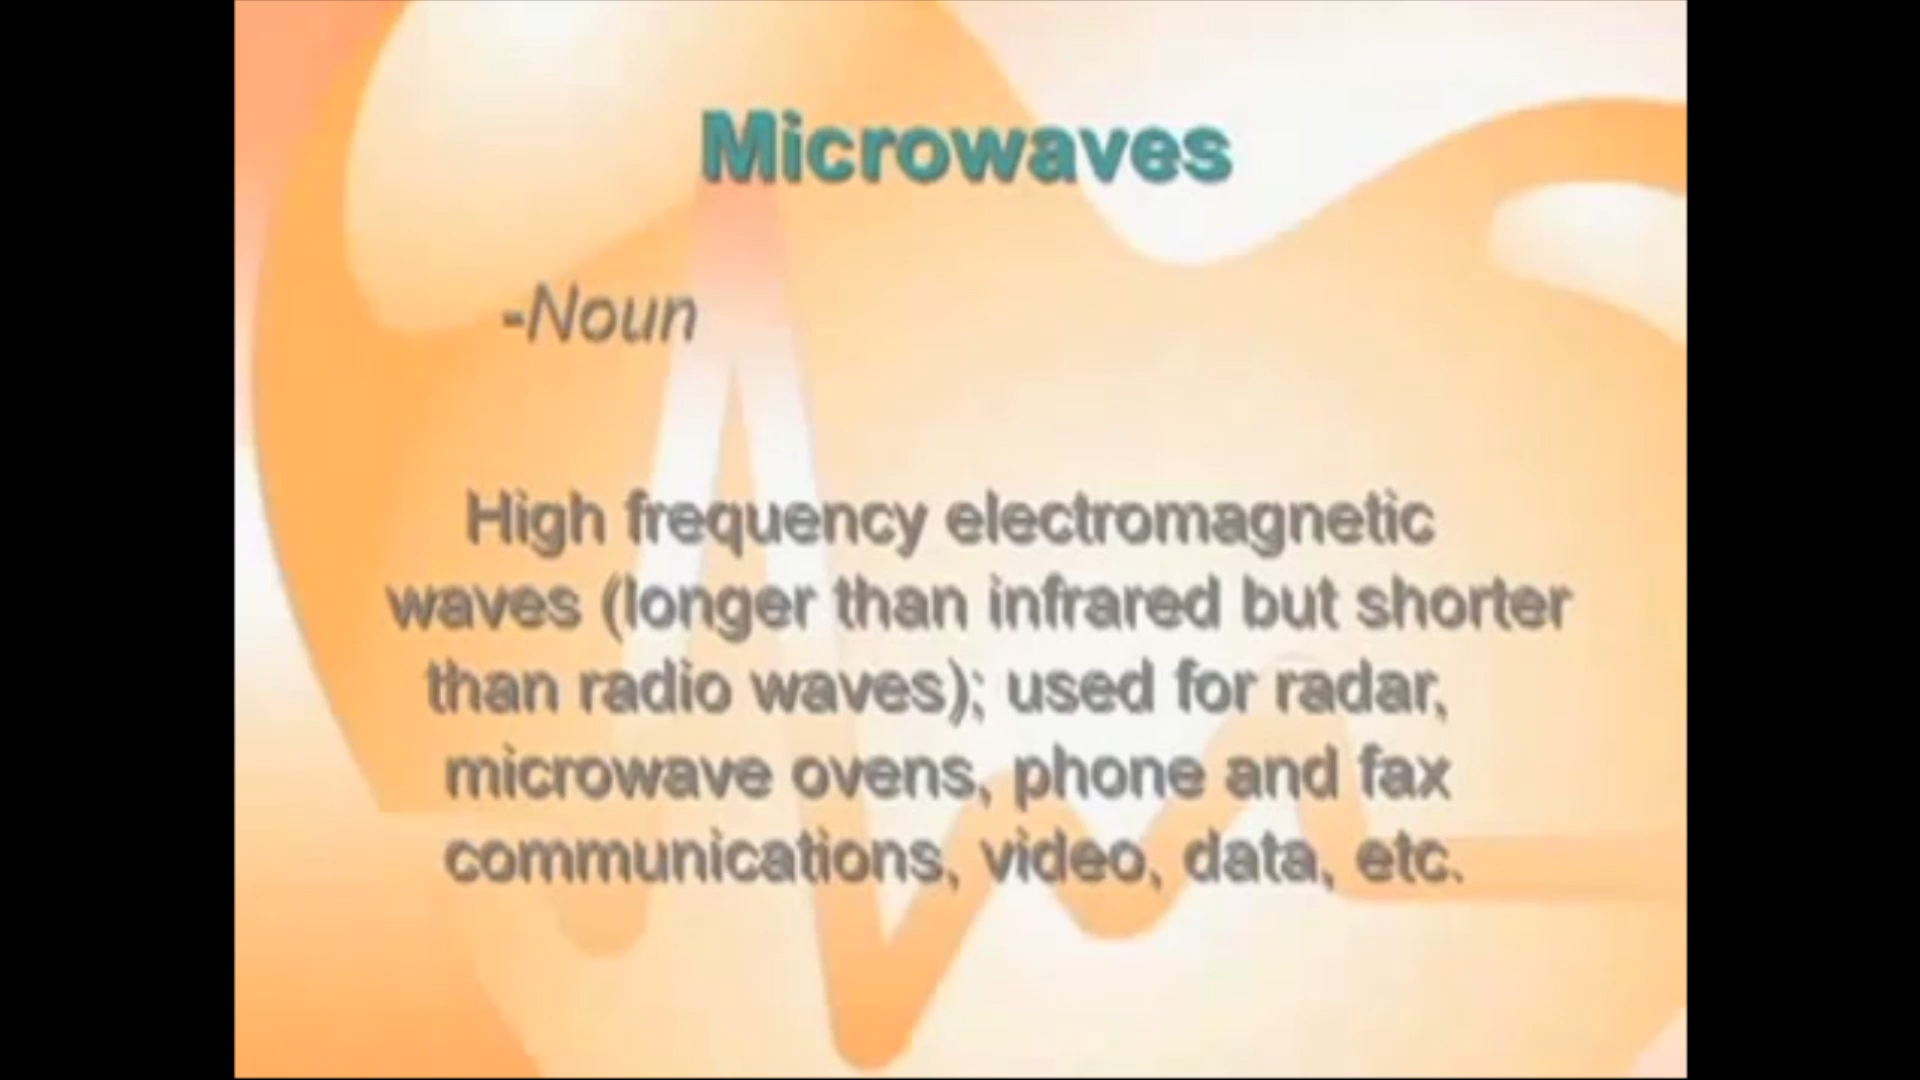 Microwaves
-Noun
High frequency electromagnetic
waves (longer than infrared but shorter
than radio waves); used for radar,
microwave ovens, phone and fax
communications, video, data, etc.